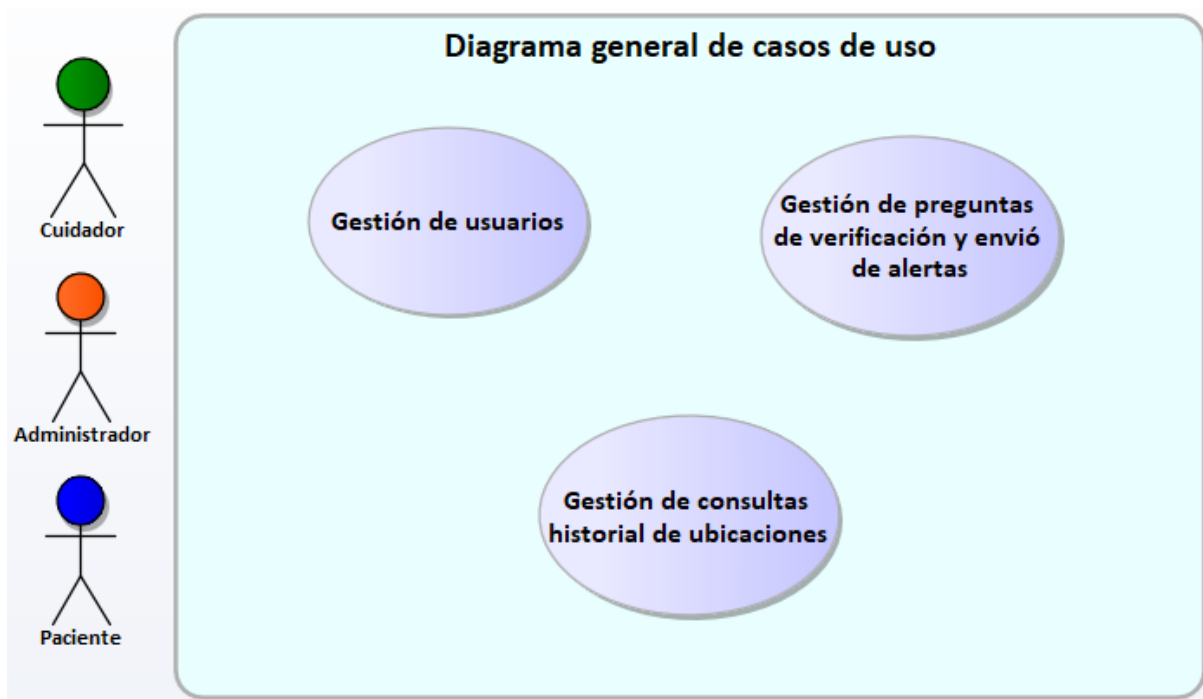 Diagrama general de casos de uso
Cuidador
Administrador
Paciente
Gestión de usuarios
Gestión de preguntas
de verificación y envió
de alertas
Gestión de consultas
historial de ubicaciones